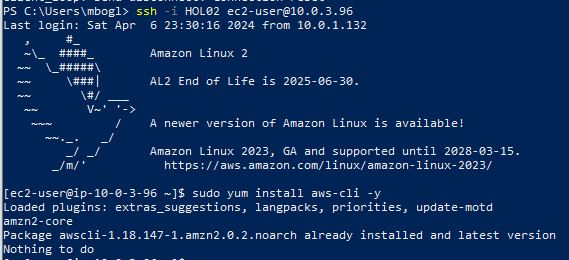 PS C:\Users\mbogl> ssh -i HOL02 ec2-user@10.0.3.96
Last login: Sat Apr  6 23:30:16 2024 from 10.0.1.132
   ,     #_
   ~\_  ####_        Amazon Linux 2
  ~~  \_#####\
  ~~     \###|       AL2 End of Life is 2025-06-30.
  ~~       \#/ ___
   ~~       V~' '->
    ~~~         /    A newer version of Amazon Linux is available!
      ~~._.   _/
         _/ _/       Amazon Linux 2023, GA and supported until 2028-03-15.
       _/m/'           https://aws.amazon.com/linux/amazon-linux-2023/
[ec2-user@ip-10-0-3-96 ~]$ sudo yum install aws-cli -y
Loaded plugins: extras_suggestions, langpacks, priorities, update-motd
amzn2-core
Package awscli-1.18.147-1.amzn2.0.2.noarch already installed and latest version
Nothing to do